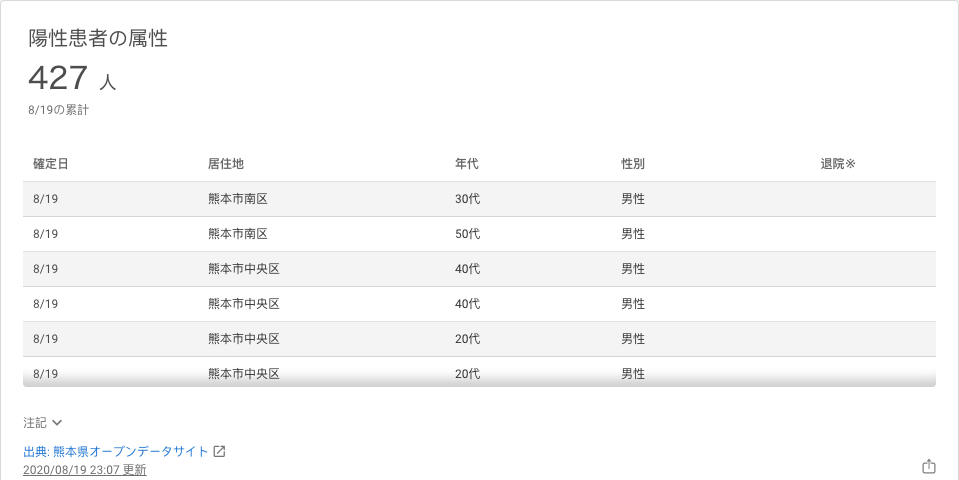 陽性患者の属性
427 人
8/19の累計
確定日 居住地 年代 性別 退院※
8/19 熊本市南区 30代 男性
8/19 熊本市南区 50代 男性
8/19 熊本市中央区 40代 男性
8/19 熊本市中央区 40代 男性
8/19 熊本市中央区 20代 男性
8/19 熊本市中央区 20代 男性
注記
出典: 熊本県オープンデータサイト
2020/08/19 23:07 更新